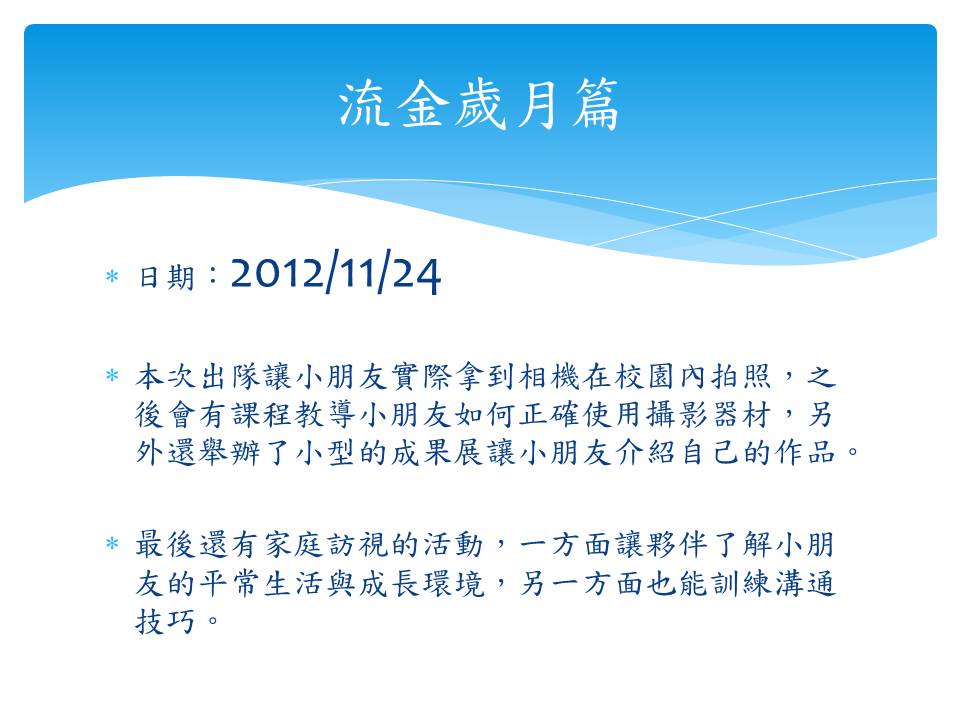 流金歲月篇
* 日期：2012/11/24
* 本次出隊讓小朋友實際拿到相機在校園內拍照，之
後會有課程教導小朋友如何正確使用攝影器材，另
外還舉辦了小型的成果展讓小朋友介紹自己的作品。
* 最後還有家庭訪視的活動，一方面讓夥伴了解小朋
友的平常生活與成長環境，另一方面也能訓練溝通
技巧。